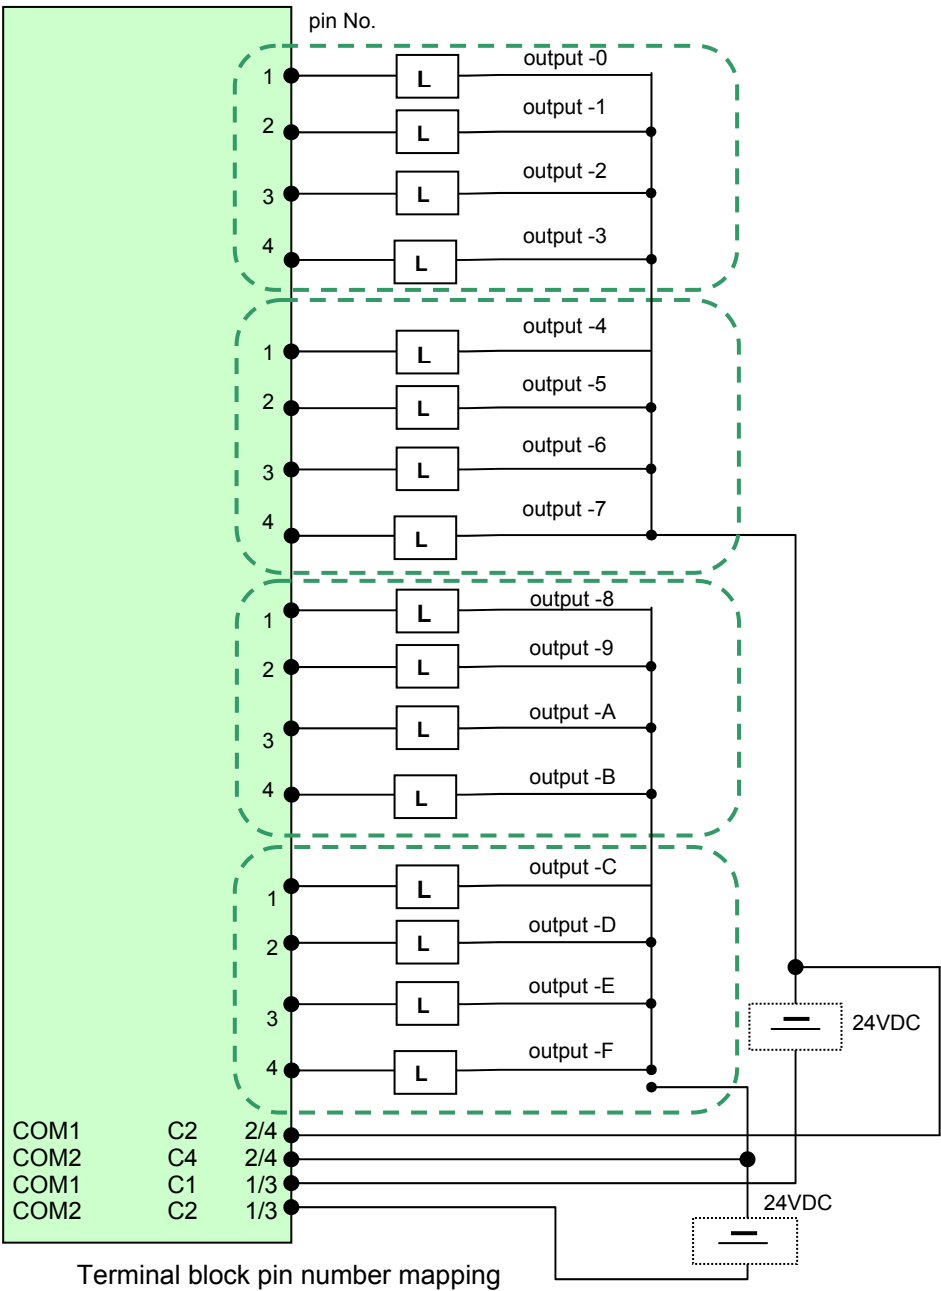 pin No.
1 L output -0
2 L output -1
3 L output -2
4 L output -3
1 L output -4
2 L output -5
3 L output -6
4 L output -7
1 L output -8
2 L output -9
3 L output -A
4 L output -B
1 L output -C
2 L output -D
3 L output -E
24VDC
4 L output -F
COM1 C2 2/4
COM2 C4 2/4
COM1 C1 1/3
COM2 C2 1/3
24VDC
Terminal block pin number mapping